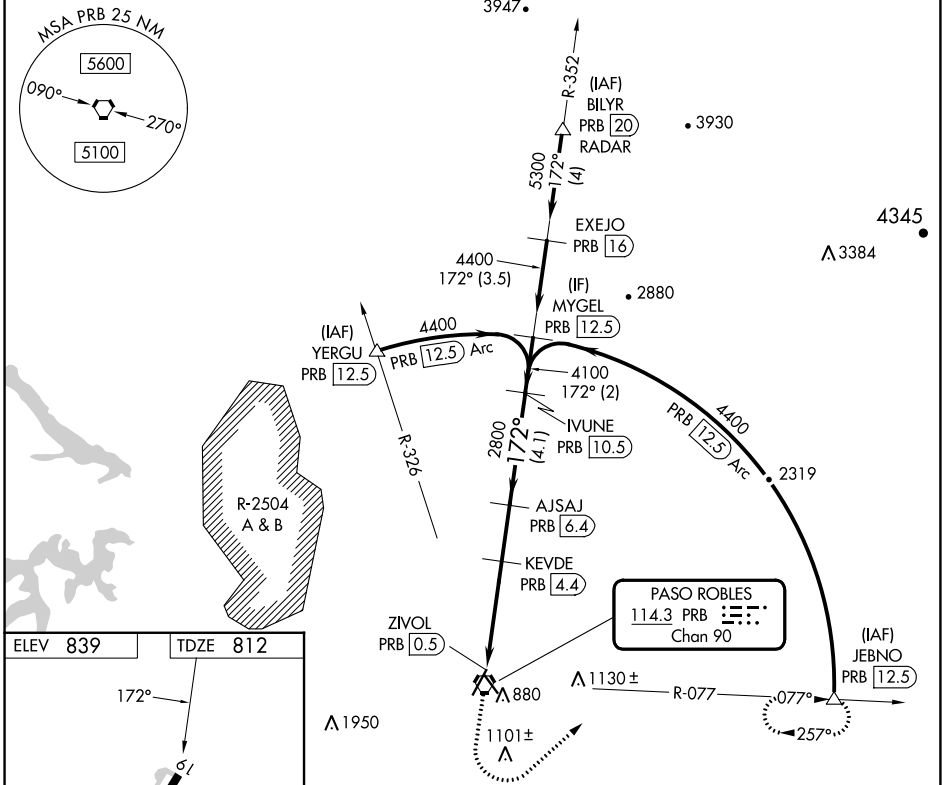 3947
MSA PRB 25 NM
5600
090°
270°
5100
R-352
(IAF)
BILYR
PRB 20
RADAR
3930
5300
172°
(4)
EXEJO
PRB 16
4345
3384
4400
172° (3.5)
(IF)
MYGEL
PRB 12.5
2880
(IAF)
YERGU
PRB 12.5
4400
PRB 12.5 Arc
4100
172° (2)
IVUNE
PRB 10.5
4400
PRB 12.5 Arc
2319
R-326
2800
172°
(4.1)
R-2504
A & B
AJSAJ
PRB 6.4
KEVDE
PRB 4.4
PASO ROBLES
114.3 PRB
Chan 90
ZIVOL
PRB 0.5
(IAF)
JEBNO
PRB 12.5
ELEV 839
TDZE 812
172°
19
1950
880
1130 ±
R-077
077°
257°
1101±